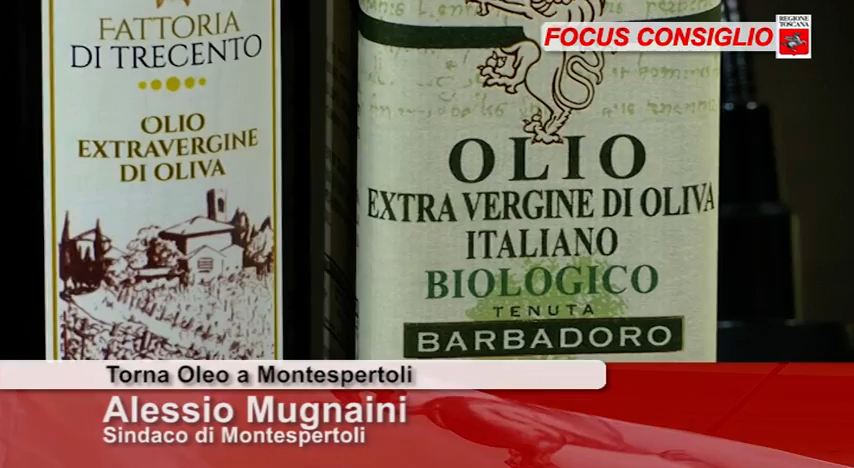 FOCUS CONSIGLIO
REGIONE
TOSCANA
FATTORIA
DI TRECENTO
OLIO
EXTRAVERGINE
DI OLIVA
OLIO
EXTRA VERGINE DI OLIVA
ITALIANO
BIOLOGICO
TENUTA
BARBADORO
Torna Oleo a Montespertoli
Alessio Mugnaini
Sindaco di Montespertoli